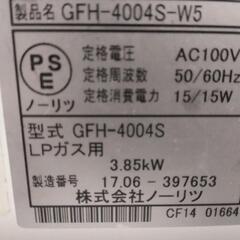 製品名 GFH-4004S-W5
PSE
ノーリツ
定格電圧 AC100V
定格周波数 50/60Hz
定格消費電力 15/15W
型式 GFH-4004S
LPガス用
3.85kW
製造番号 17.06-397653
株式会社ノーリツ
CF14 01664